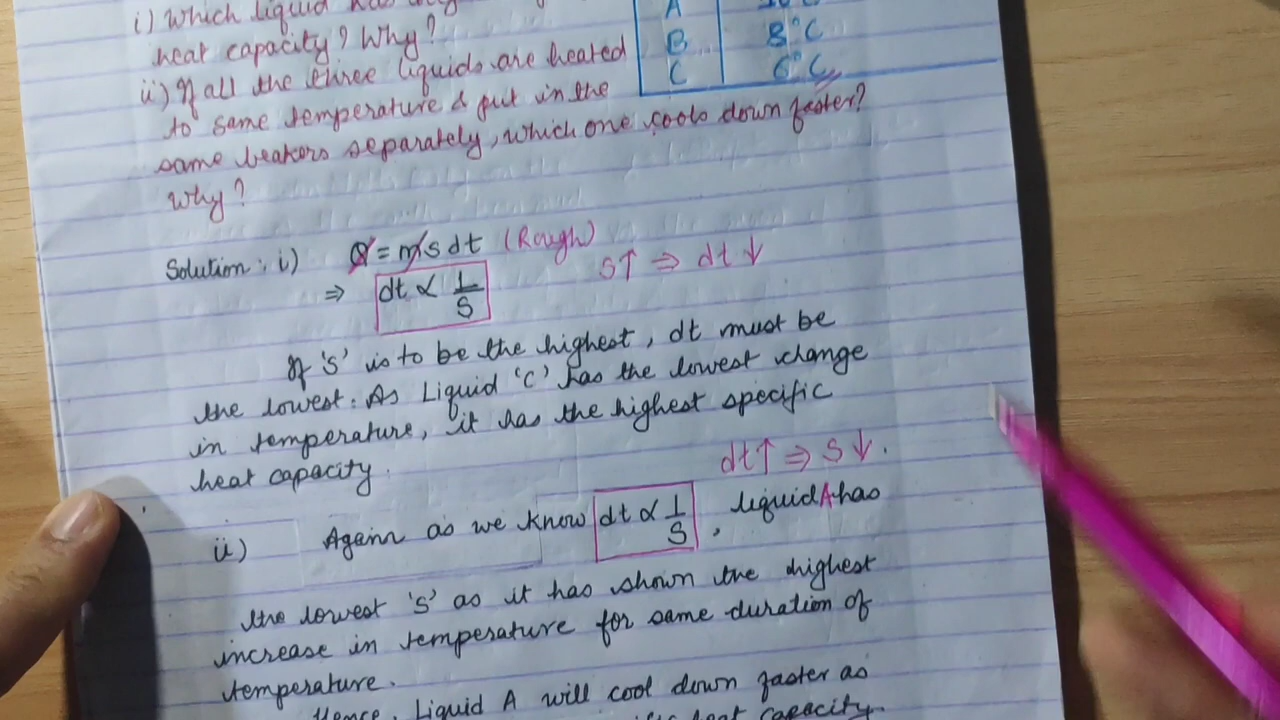 i) Which liquid
heat capacity? Why?
ii) If all the three liquids are heated
to same temperature & put in the
same beakers separately, which one cools down faster?
Why?
A
B 8°C
C 6°C
Solution: i) Q = msdt (Rough)
⇒ dt ∝ 1/S
S↑ ⇒ dt↓
If 'S' is to be the highest, dt must be
the lowest. As Liquid 'C' has the lowest change
in temperature, it has the highest specific
heat capacity.
dt↑ ⇒ S↓.
ii) Again as we know dt ∝ 1/S, liquid A has
the lowest 'S' as it has shown the highest
increase in temperature for same duration of
temperature.
Hence, Liquid A will cool down faster as
heat capacity.